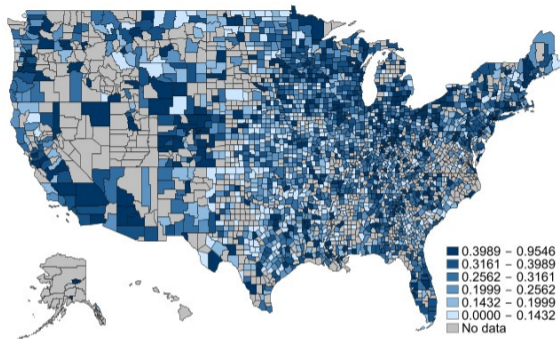 0.3989 – 0.9546
0.3161 – 0.3989
0.2562 – 0.3161
0.1999 – 0.2562
0.1432 – 0.1999
0.0000 – 0.1432
No data